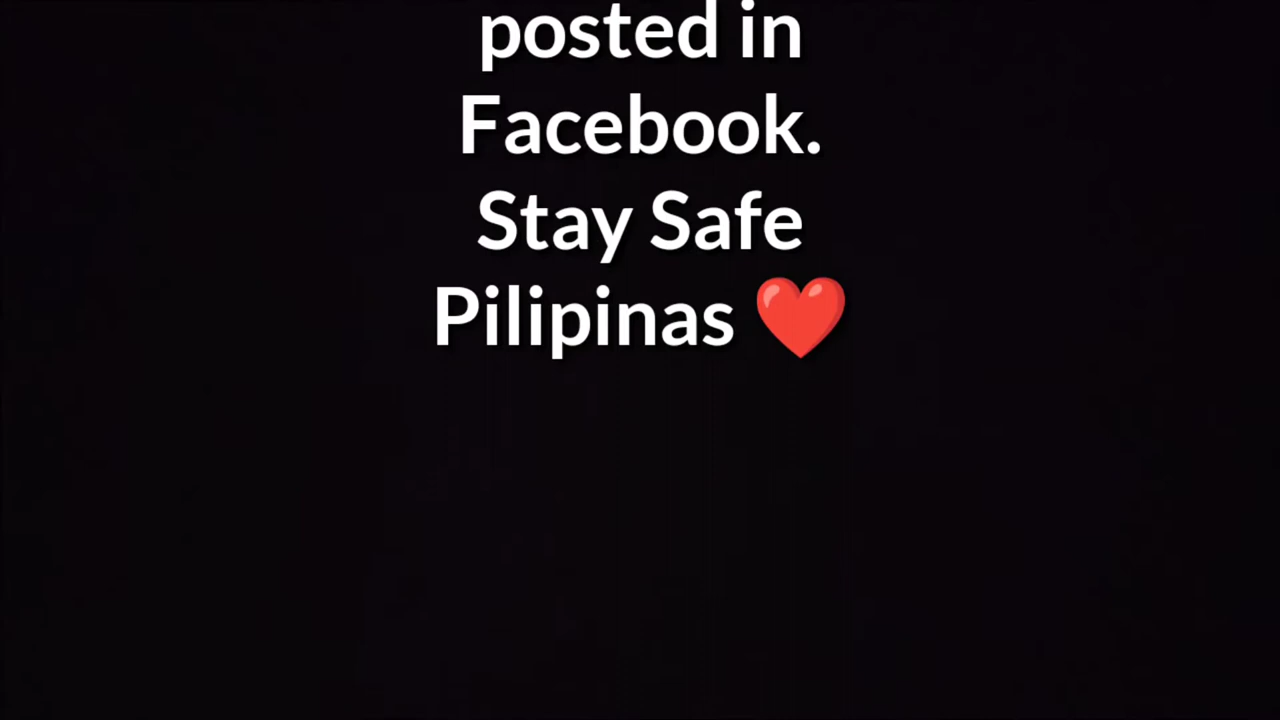 posted in
Facebook.
Stay Safe
Pilipinas ❤️